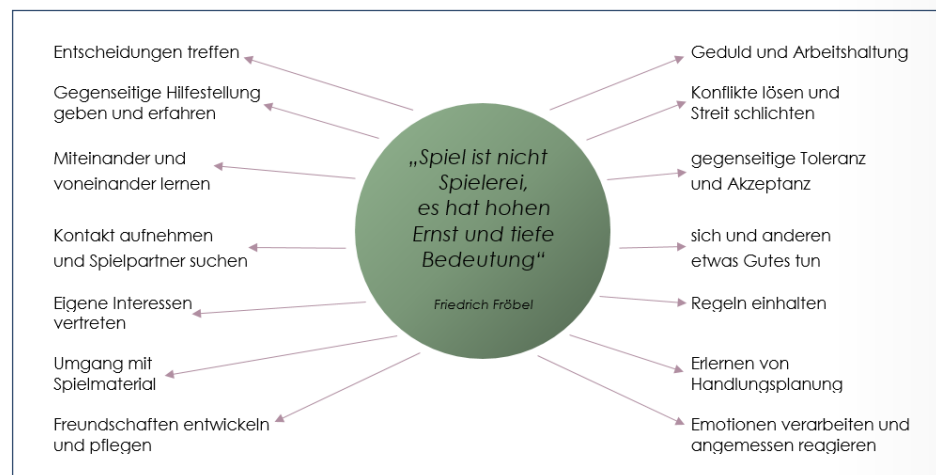 Entscheidungen treffen
Gegenseitige Hilfestellung
geben und erfahren
Miteinander und
voneinander lernen
Kontakt aufnehmen
und Spielpartner suchen
Eigene Interessen
vertreten
Umgang mit
Spielmaterial
Freundschaften entwickeln
und pflegen
„Spiel ist nicht
Spielerei,
es hat hohen
Ernst und tiefe
Bedeutung“
Friedrich Fröbel
Geduld und Arbeitshaltung
Konflikte lösen und
Streit schlichten
gegenseitige Toleranz
und Akzeptanz
sich und anderen
etwas Gutes tun
Regeln einhalten
Erlernen von
Handlungsplanung
Emotionen verarbeiten und
angemessen reagieren